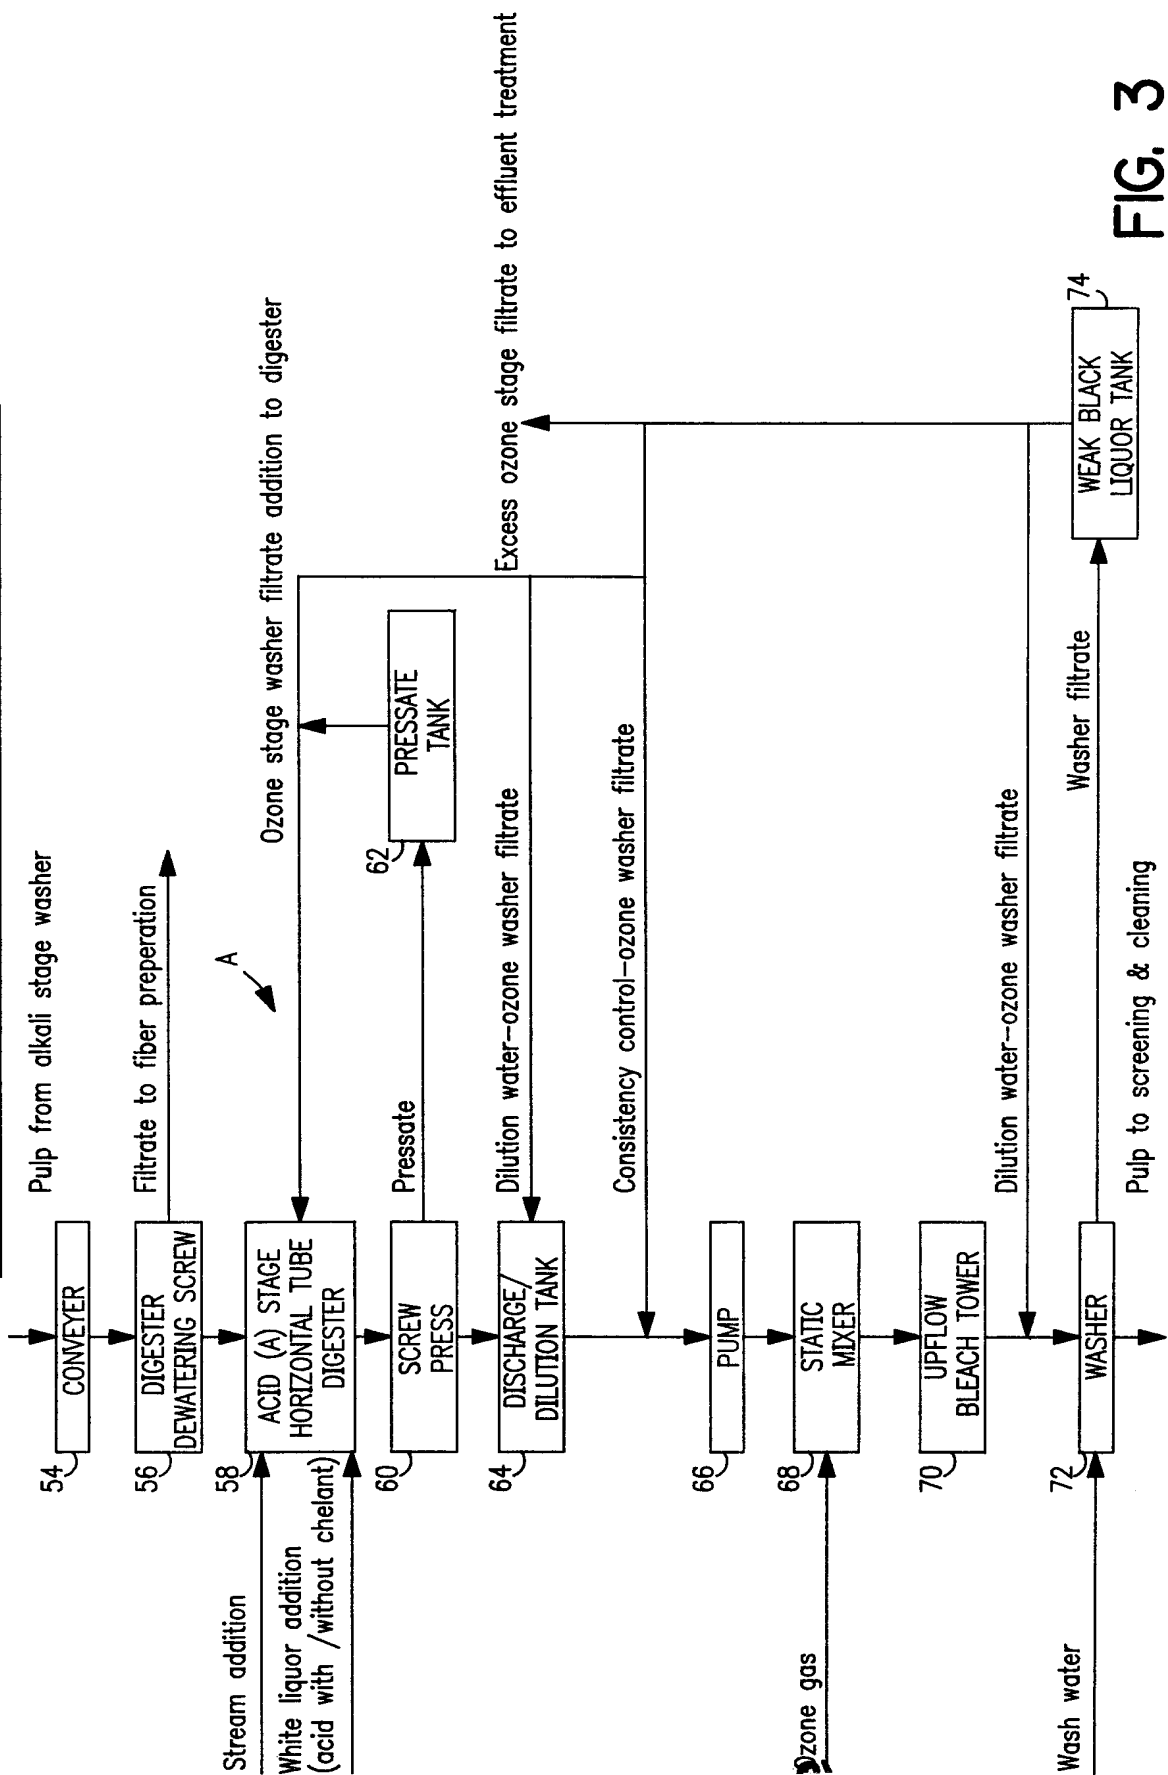 Pulp from alkali stage washer
54
CONVEYER
Filtrate to fiber preperation
56
DIGESTER
DEWATERING SCREW
Stream addition
White liquor addition
(acid with /without chelant)
58
ACID (A) STAGE
HORIZONTAL TUBE
DIGESTER
A
Ozone stage washer filtrate addition to digester
60
SCREW
PRESS
Pressate
62
PRESSATE
TANK
64
DISCHARGE/
DILUTION TANK
Dilution water-ozone washer filtrate
Excess ozone stage filtrate to effluent treatment
Consistency control-ozone washer filtrate
66
PUMP
Ozone gas
68
STATIC
MIXER
70
UPFLOW
BLEACH TOWER
Dilution water-ozone washer filtrate
Wash water
72
WASHER
Washer filtrate
74
WEAK BLACK
LIQUOR TANK
Pulp to screening & cleaning
FIG. 3